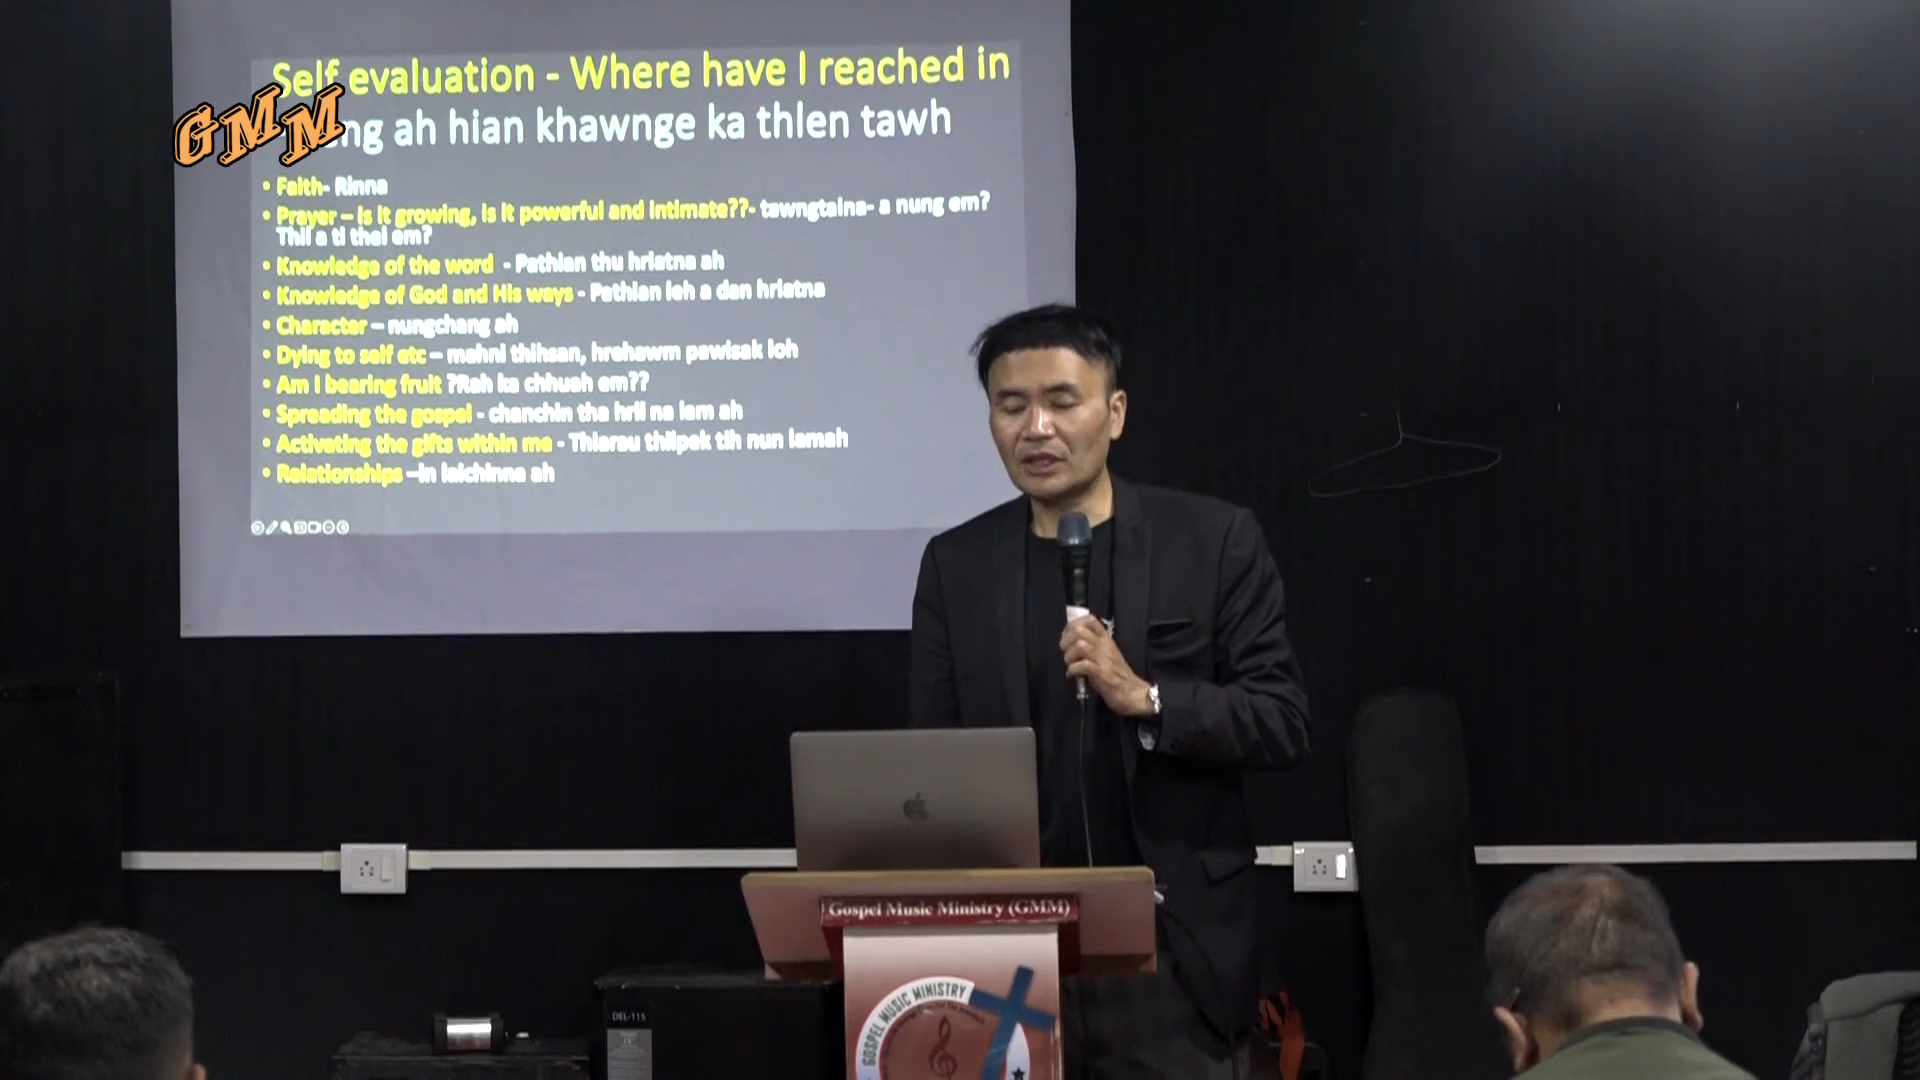 Self evaluation - Where have I reached in
ng ah hian khawnge ka thlen tawh
GMM
• Faith- Rinna
• Prayer – is it growing, is it powerful and intimate??- tawngtaina- a nung em?
Thil a ti thei em?
• Knowledge of the word - Pathian thu hriatna ah
• Knowledge of God and His ways - Pathian leh a dan hriatna
• Character – nungchang ah
• Dying to self etc – mahni thihsan, hrehawm pawisak loh
• Am I bearing fruit ?Rah ka chhuah em??
• Spreading the gospel - chanchin tha hril na lam ah
• Activating the gifts within me - Thlarau thilpek tih nun lamah
• Relationships –in laichinna ah
Gospel Music Ministry (GMM)
GOSPEL MUSIC MINISTRY
DEL-115